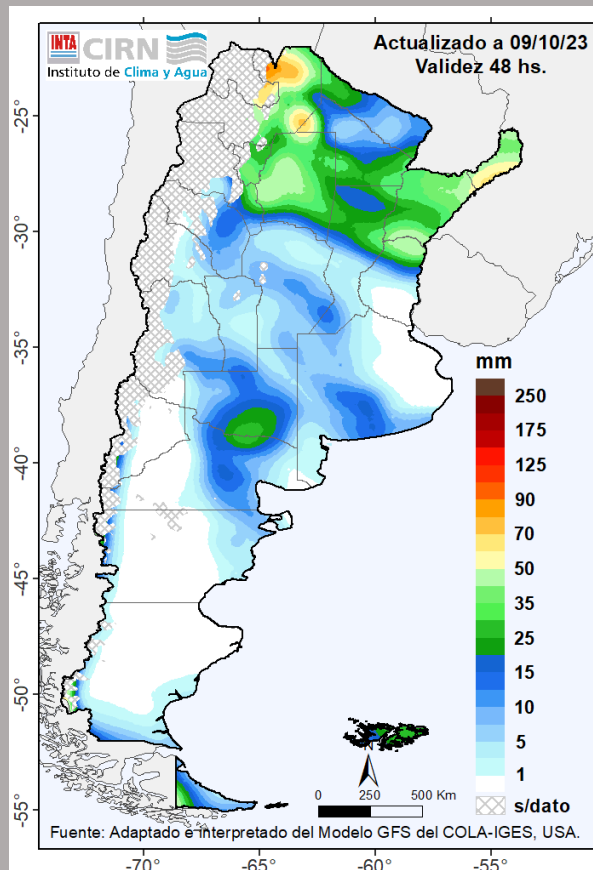 INTA CIRN
Instituto de Clima y Agua
Actualizado a 09/10/23
Validez 48 hs.
-25°
-30°
-35°
-40°
-45°
-50°
-55°
mm
250
175
125
90
70
50
35
25
15
10
5
1
s/dato
0 250 500 Km
Fuente: Adaptado e interpretado del Modelo GFS del COLA-IGES, USA.
-70° -65° -60° -55°